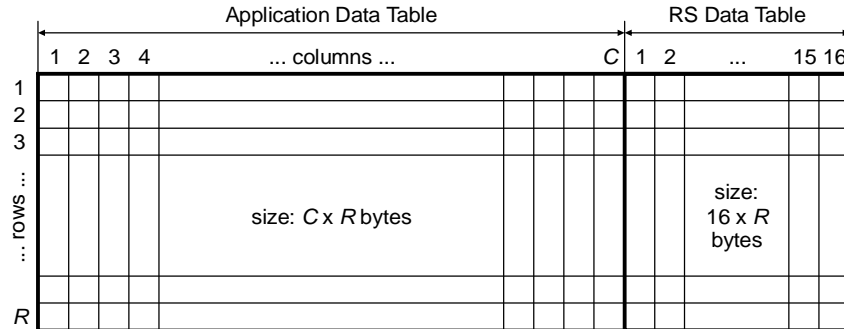 Application Data Table RS Data Table
1 2 3 4 ... columns ... C 1 2 ... 15 16
1
2
3
... rows ...
size: C x R bytes
size:
16 x R
bytes
R